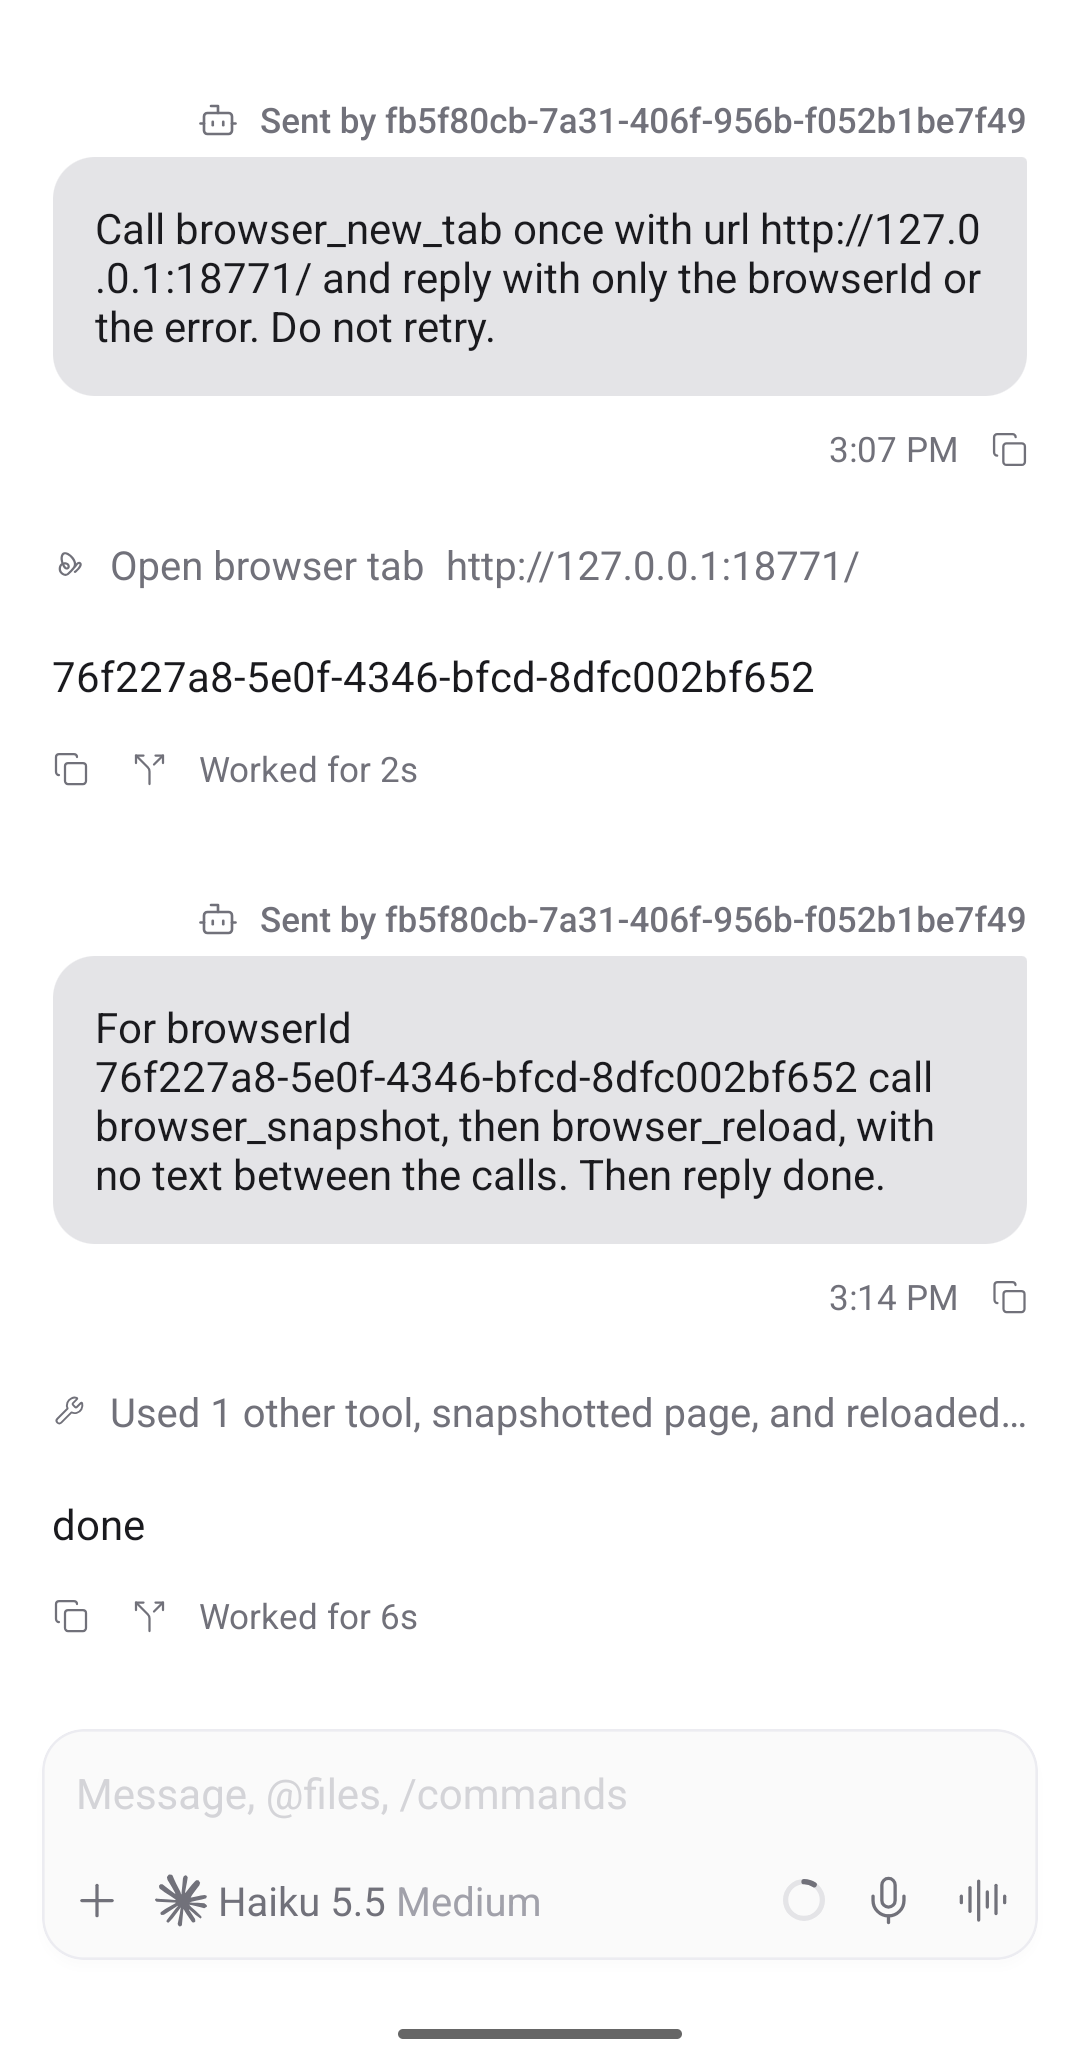 Sent by fb5f80cb-7a31-406f-956b-f052b1be7f49
Call browser_new_tab once with url http://127.0
.0.1:18771/ and reply with only the browserId or
the error. Do not retry.
3:07 PM
Open browser tab http://127.0.0.1:18771/
76f227a8-5e0f-4346-bfcd-8dfc002bf652
Worked for 2s
Sent by fb5f80cb-7a31-406f-956b-f052b1be7f49
For browserId
76f227a8-5e0f-4346-bfcd-8dfc002bf652 call
browser_snapshot, then browser_reload, with
no text between the calls. Then reply done.
3:14 PM
Used 1 other tool, snapshotted page, and reloaded…
done
Worked for 6s
Message, @files, /commands
Haiku 5.5 Medium